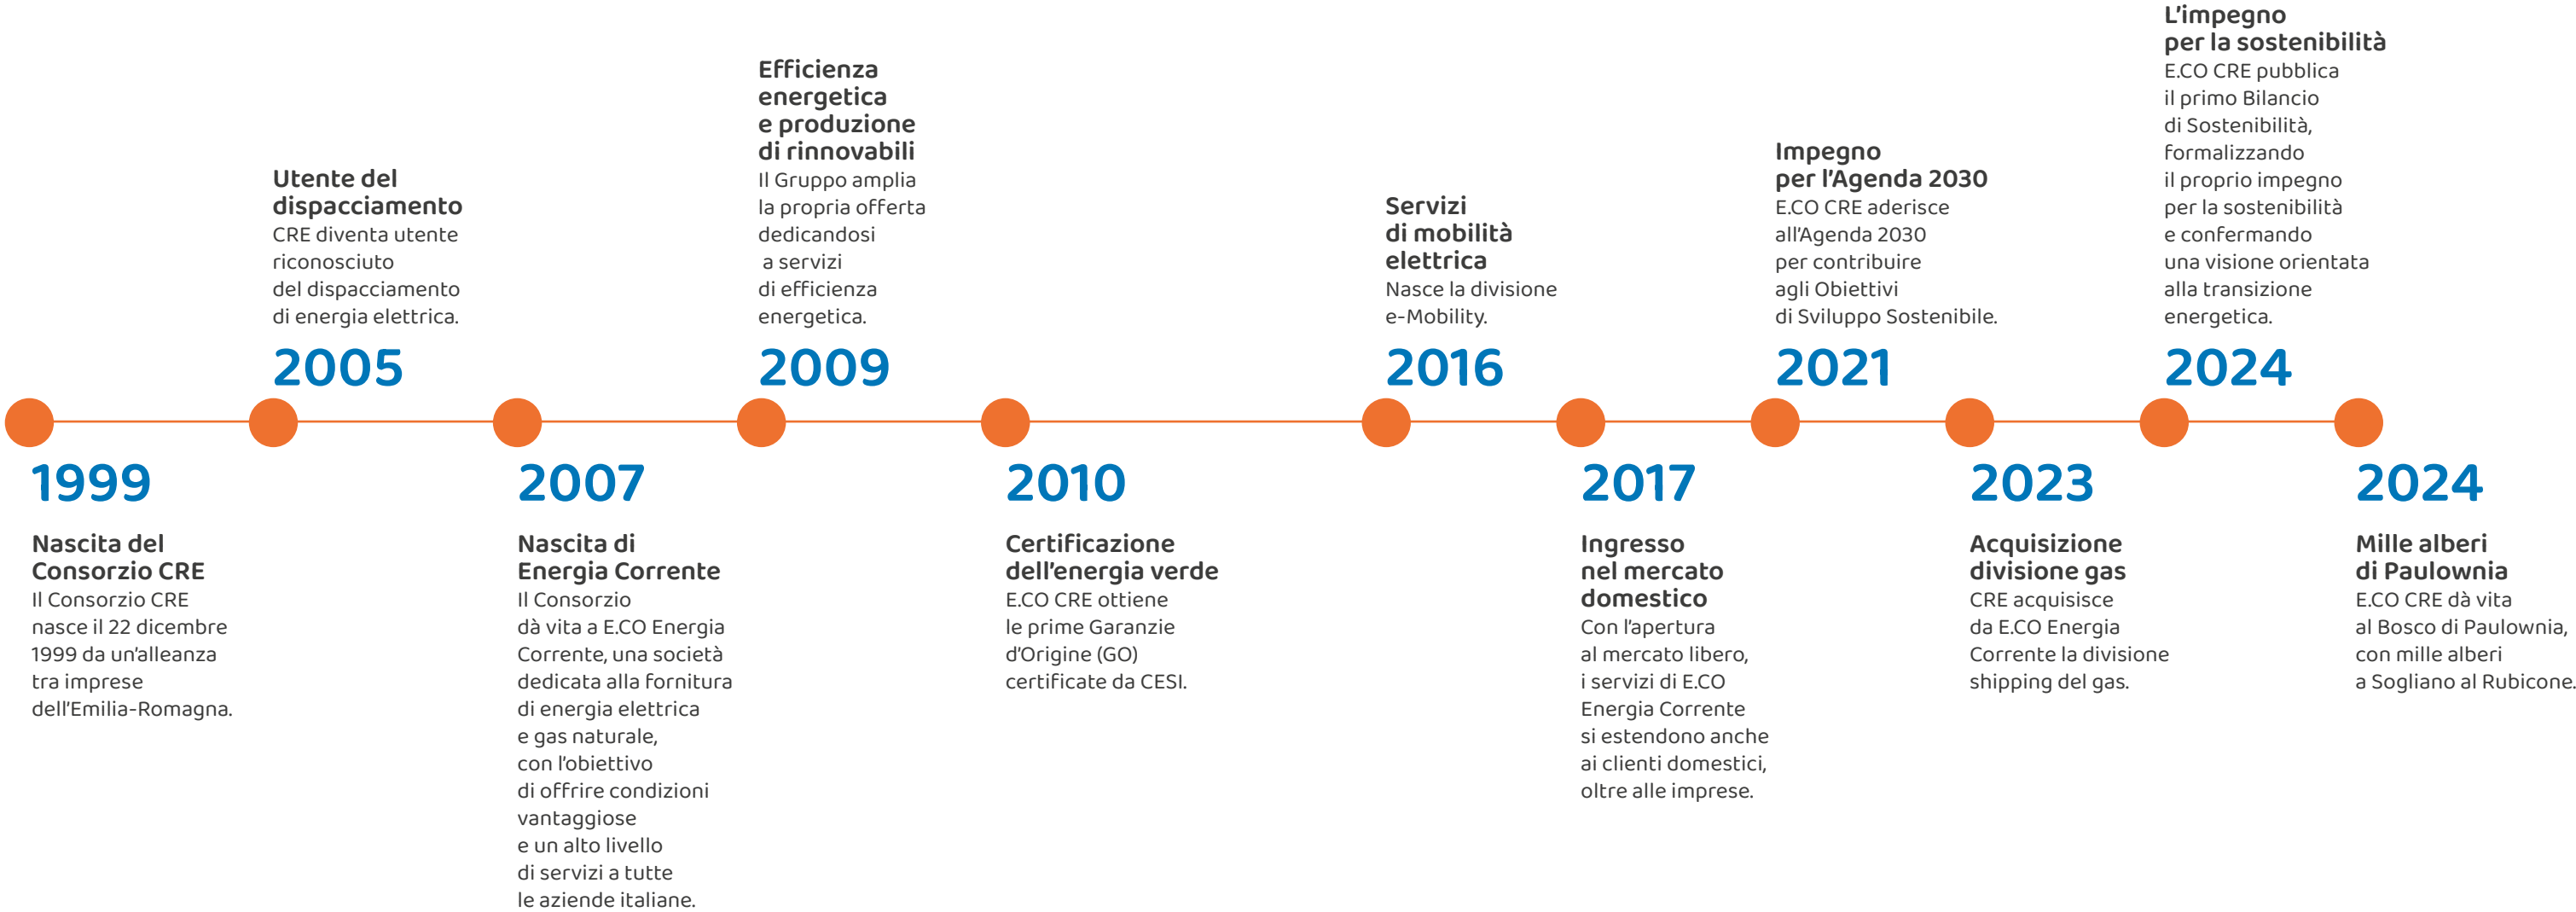 1999
Nascita del
Consorzio CRE
Il Consorzio CRE
nasce il 22 dicembre
1999 da un'alleanza
tra imprese
dell'Emilia-Romagna.
Utente del
dispacciamento
CRE diventa utente
riconosciuto
del dispacciamento
di energia elettrica.
2005
2007
Nascita di
Energia Corrente
Il Consorzio
dà vita a E.CO Energia
Corrente, una società
dedicata alla fornitura
di energia elettrica
e gas naturale,
con l'obiettivo
di offrire condizioni
vantaggiose
e un alto livello
di servizi a tutte
le aziende italiane.
Efficienza
energetica
e produzione
di rinnovabili
Il Gruppo amplia
la propria offerta
dedicandosi
a servizi
di efficienza
energetica.
2009
2010
Certificazione
dell'energia verde
E.CO CRE ottiene
le prime Garanzie
d'Origine (GO)
certificate da CESI.
Servizi
di mobilità
elettrica
Nasce la divisione
e-Mobility.
2016
2017
Ingresso
nel mercato
domestico
Con l'apertura
al mercato libero,
i servizi di E.CO
Energia Corrente
si estendono anche
ai clienti domestici,
oltre alle imprese.
Impegno
per l'Agenda 2030
E.CO CRE aderisce
all'Agenda 2030
per contribuire
agli Obiettivi
di Sviluppo Sostenibile.
2021
2023
Acquisizione
divisione gas
CRE acquisisce
da E.CO Energia
Corrente la divisione
shipping del gas.
L'impegno
per la sostenibilità
E.CO CRE pubblica
il primo Bilancio
di Sostenibilità,
formalizzando
il proprio impegno
per la sostenibilità
e confermando
una visione orientata
alla transizione
energetica.
2024
2024
Mille alberi
di Paulownia
E.CO CRE dà vita
al Bosco di Paulownia,
con mille alberi
a Sogliano al Rubicone.